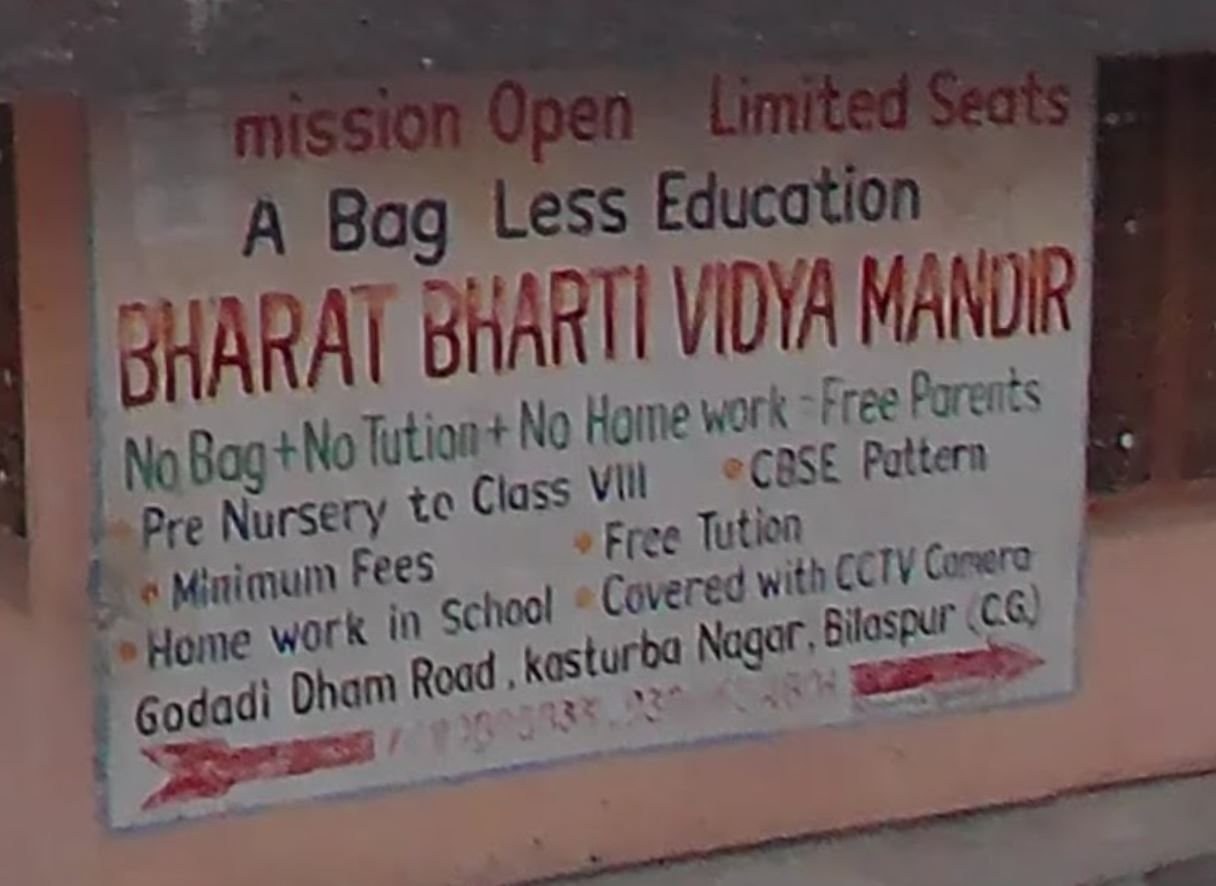 mission Open Limited Seats
A Bag Less Education
BHARAT BHARTI VIDYA MANDIR
No Bag + No Tution + No Home work = Free Parents
Pre Nursery to Class VIII • CBSE Pattern
• Minimum Fees • Free Tution
• Home work in School • Covered with CCTV Camera
Godadi Dham Road, kasturba Nagar, Bilaspur (C.G.)